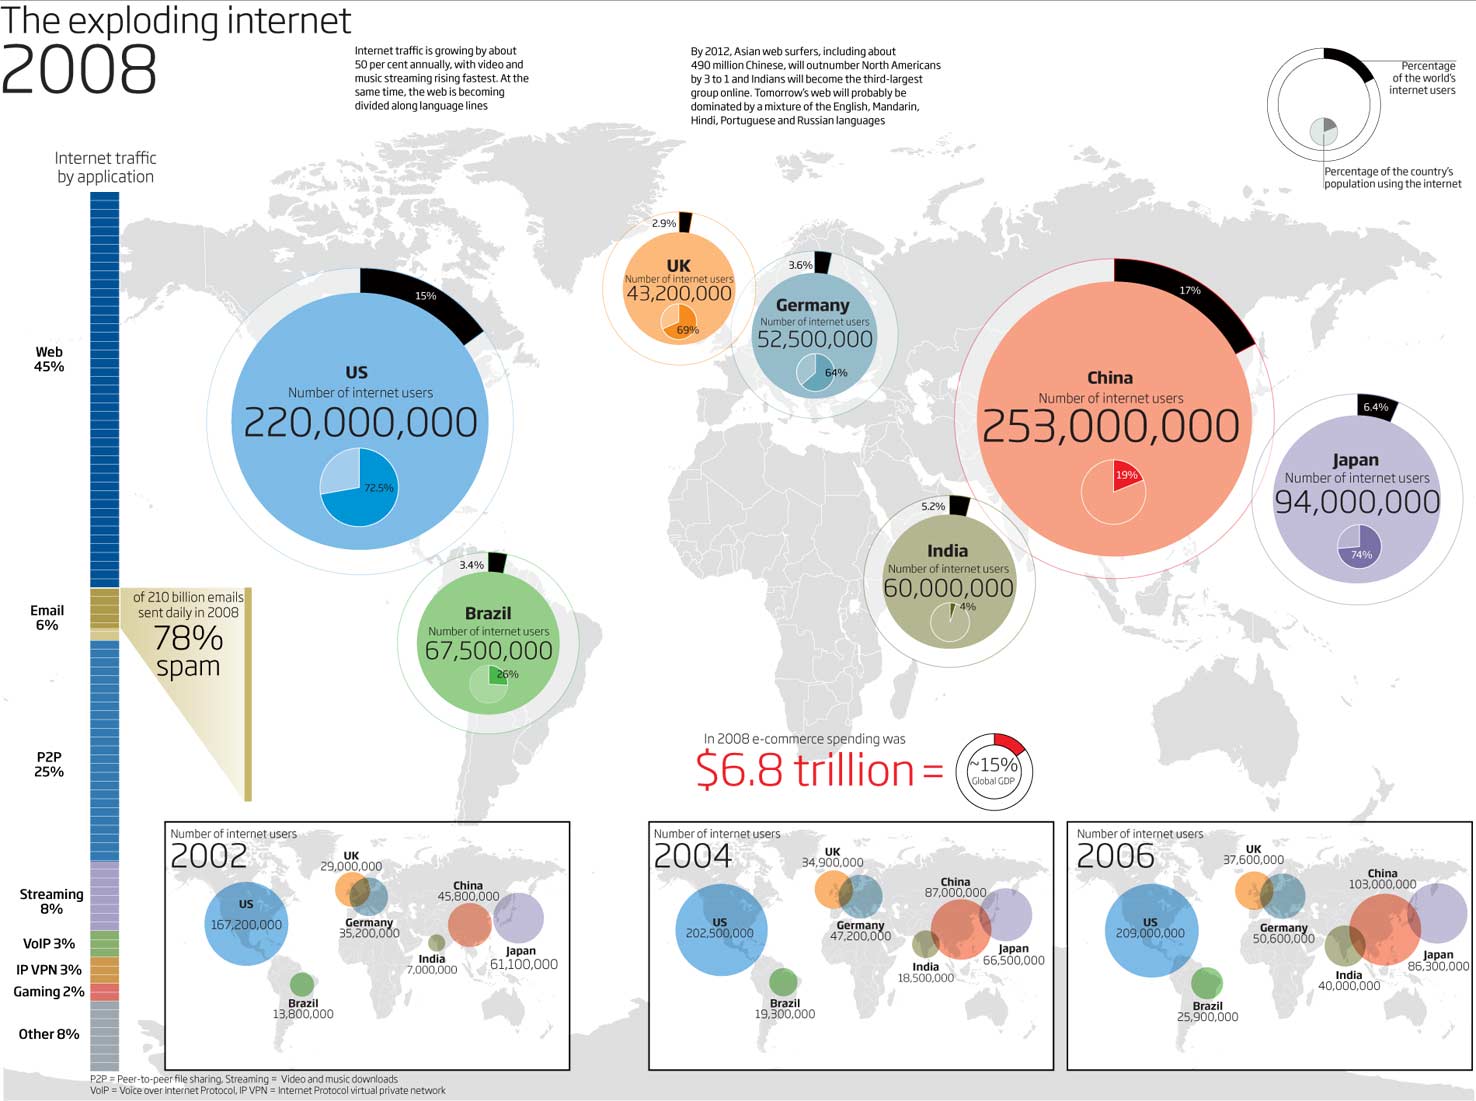 The exploding internet
2008
Internet traffic is growing by about
50 per cent annually, with video and
music streaming rising fastest. At the
same time, the web is becoming
divided along language lines
By 2012, Asian web surfers, including about
490 million Chinese, will outnumber North Americans
by 3 to 1 and Indians will become the third-largest
group online. Tomorrow's web will probably be
dominated by a mixture of the English, Mandarin,
Hindi, Portuguese and Russian languages
Percentage
of the world's
internet users
Percentage of the country's
population using the internet
Internet traffic
by application
Web
45%
Email
6%
P2P
25%
Streaming
8%
VoIP 3%
IP VPN 3%
Gaming 2%
Other 8%
of 210 billion emails
sent daily in 2008
78%
spam
15%
US
Number of internet users
220,000,000
72.5%
2.9%
UK
Number of internet users
43,200,000
69%
3.6%
Germany
Number of internet users
52,500,000
64%
17%
China
Number of internet users
253,000,000
19%
6.4%
Japan
Number of internet users
94,000,000
74%
5.2%
India
Number of internet users
60,000,000
4%
3.4%
Brazil
Number of internet users
67,500,000
26%
In 2008 e-commerce spending was
$6.8 trillion =
~15%
Global GDP
Number of internet users
2002
US
167,200,000
UK
29,000,000
Germany
35,200,000
China
45,800,000
India
7,000,000
Japan
61,100,000
Brazil
13,800,000
Number of internet users
2004
US
202,500,000
UK
34,900,000
Germany
47,200,000
China
87,000,000
India
18,500,000
Japan
66,500,000
Brazil
19,300,000
Number of internet users
2006
US
209,000,000
UK
37,600,000
Germany
50,600,000
China
103,000,000
India
40,000,000
Japan
86,300,000
Brazil
25,900,000
P2P = Peer-to-peer file sharing, Streaming = Video and music downloads
VoIP = Voice over Internet Protocol, IP VPN = Internet Protocol virtual private network